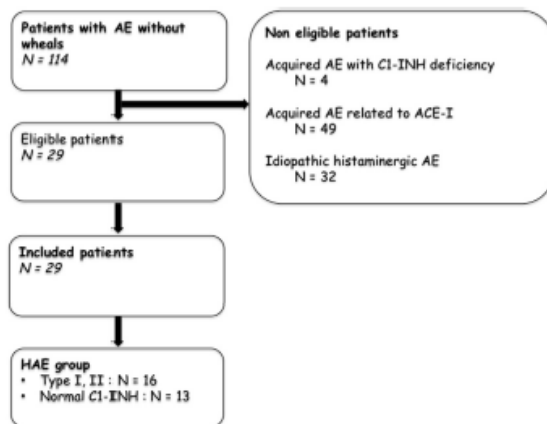 Patients with AE without
wheals
N = 114
Non eligible patients
Acquired AE with C1-INH deficiency
N = 4
Acquired AE related to ACE-I
N = 49
Idiopathic histaminergic AE
N = 32
Eligible patients
N = 29
Included patients
N = 29
HAE group
• Type I, II : N = 16
• Normal C1-INH : N = 13